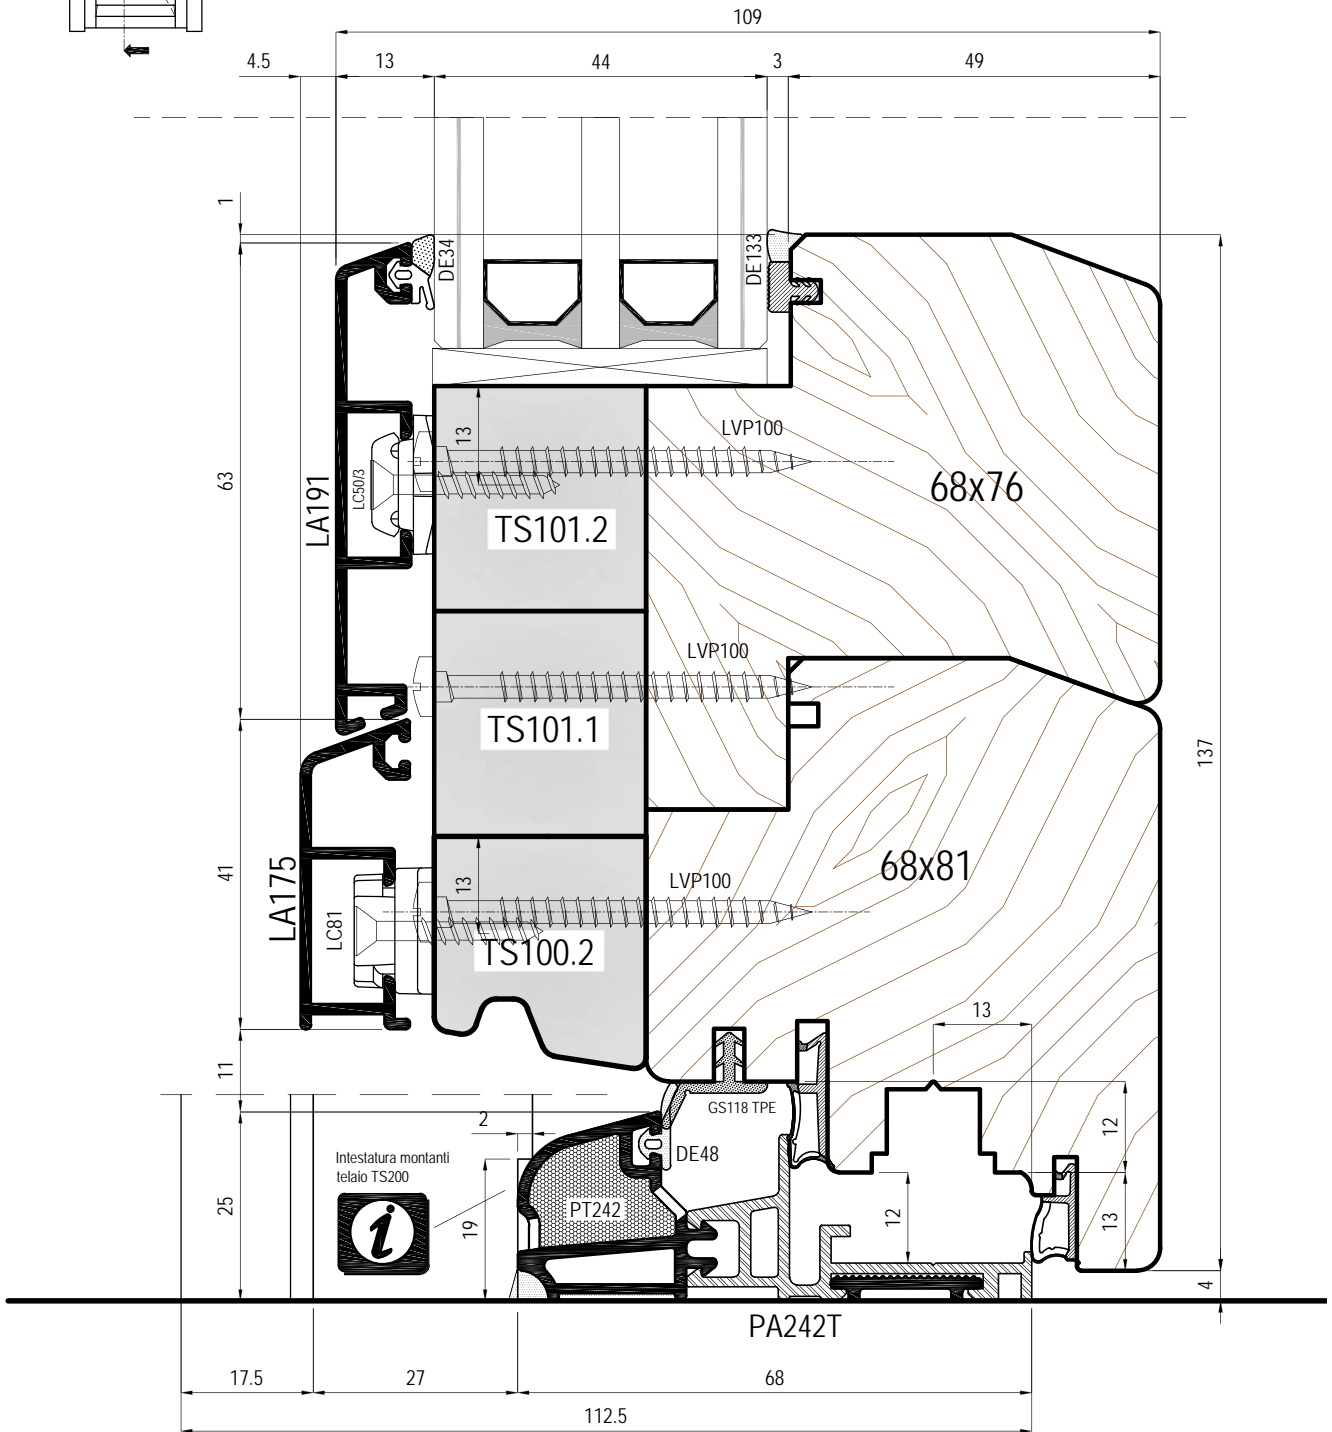 109
4.5 13 44 3 49
1
DE34
DE133
13
LVP100
63
LC50/3
LA191
68x76
TS101.2
LVP100
TS101.1
137
41
LA175
LC81
13
LVP100
68x81
TS100.2
13
11
GS118 TPE
2
12
Intestatura montanti
telaio TS200
DE48
25
i
19
PT242
12
13
4
PA242T
17.5 27 68
112.5